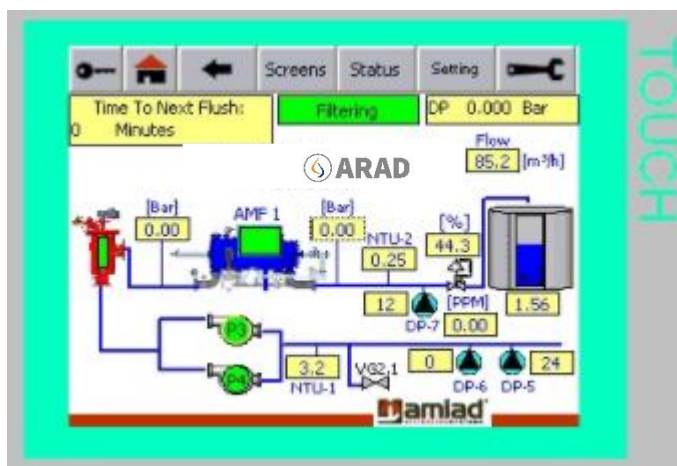 Screens Status Setting
Time To Next Flush:
0 Minutes
Filtering
DP 0.000 Bar
Flow
85.2 [m³/h]
ARAD
[Bar]
0.00
AMF 1
[Bar]
0.00
NTU-2
0.25
[%]
44.3
12
DP-7
[PPM]
0.00
1.56
P3
P4
3.2
NTU-1
VG2.1
0
DP-6
DP-5
24
amiad
TOUCH